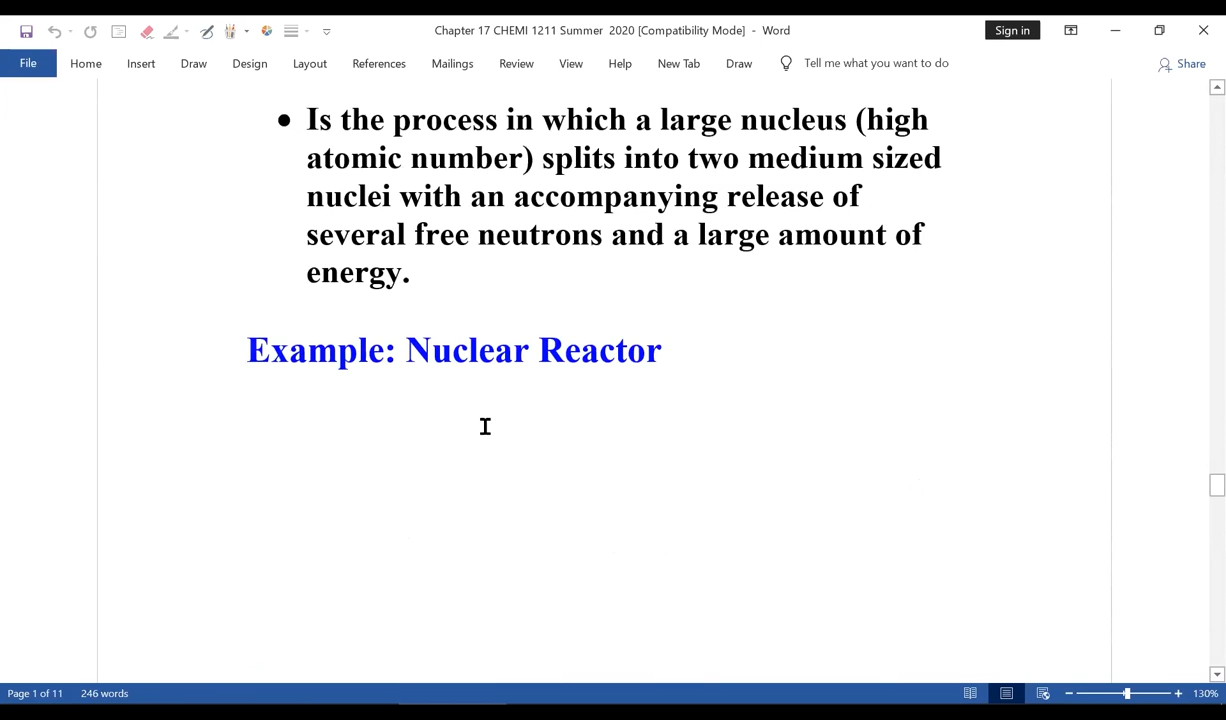 Chapter 17 CHEMI 1211 Summer 2020 [Compatibility Mode] - Word
Sign in
File Home Insert Draw Design Layout References Mailings Review View Help New Tab Draw Tell me what you want to do Share
• Is the process in which a large nucleus (high
atomic number) splits into two medium sized
nuclei with an accompanying release of
several free neutrons and a large amount of
energy.
Example: Nuclear Reactor
Page 1 of 11 246 words 130%